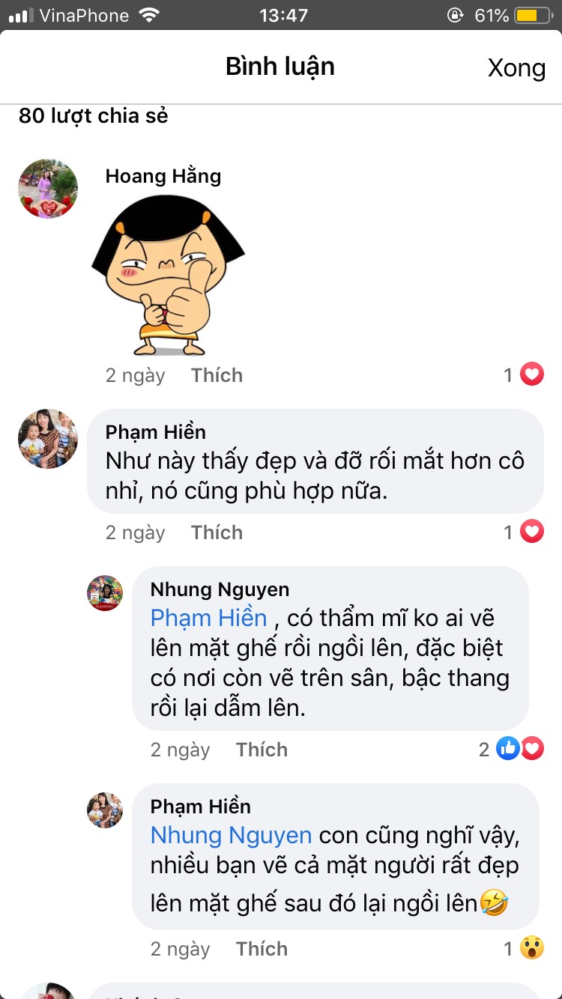 VinaPhone 13:47 61%
Bình luận
Xong
80 lượt chia sẻ
Hoang Hằng
2 ngày Thích 1
Phạm Hiền
Như này thấy đẹp và đỡ rối mắt hơn cô
nhỉ, nó cũng phù hợp nữa.
2 ngày Thích 1
Nhung Nguyen
Phạm Hiền , có thẩm mĩ ko ai vẽ
lên mặt ghế rồi ngồi lên, đặc biệt
có nơi còn vẽ trên sân, bậc thang
rồi lại dẫm lên.
2 ngày Thích 2
Phạm Hiền
Nhung Nguyen con cũng nghĩ vậy,
nhiều bạn vẽ cả mặt người rất đẹp
lên mặt ghế sau đó lại ngồi lên🤣
2 ngày Thích 1